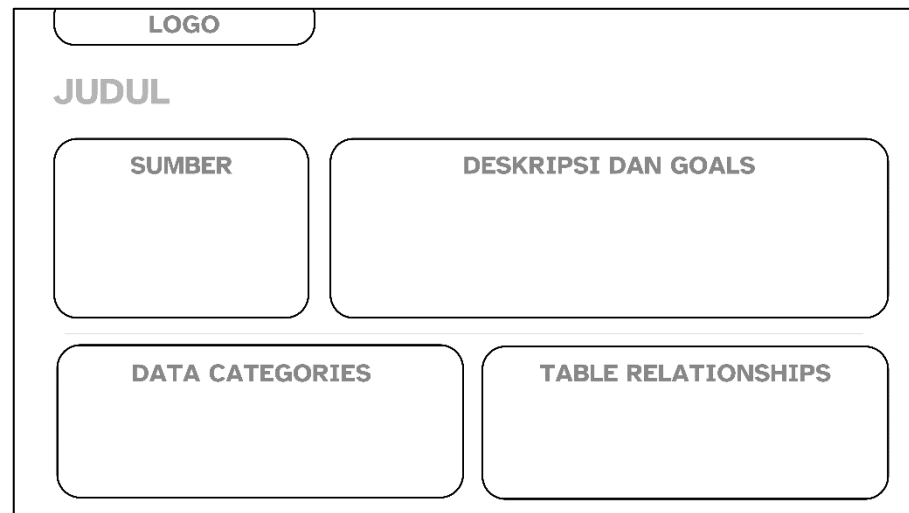 LOGO
JUDUL
SUMBER
DESKRIPSI DAN GOALS
DATA CATEGORIES
TABLE RELATIONSHIPS